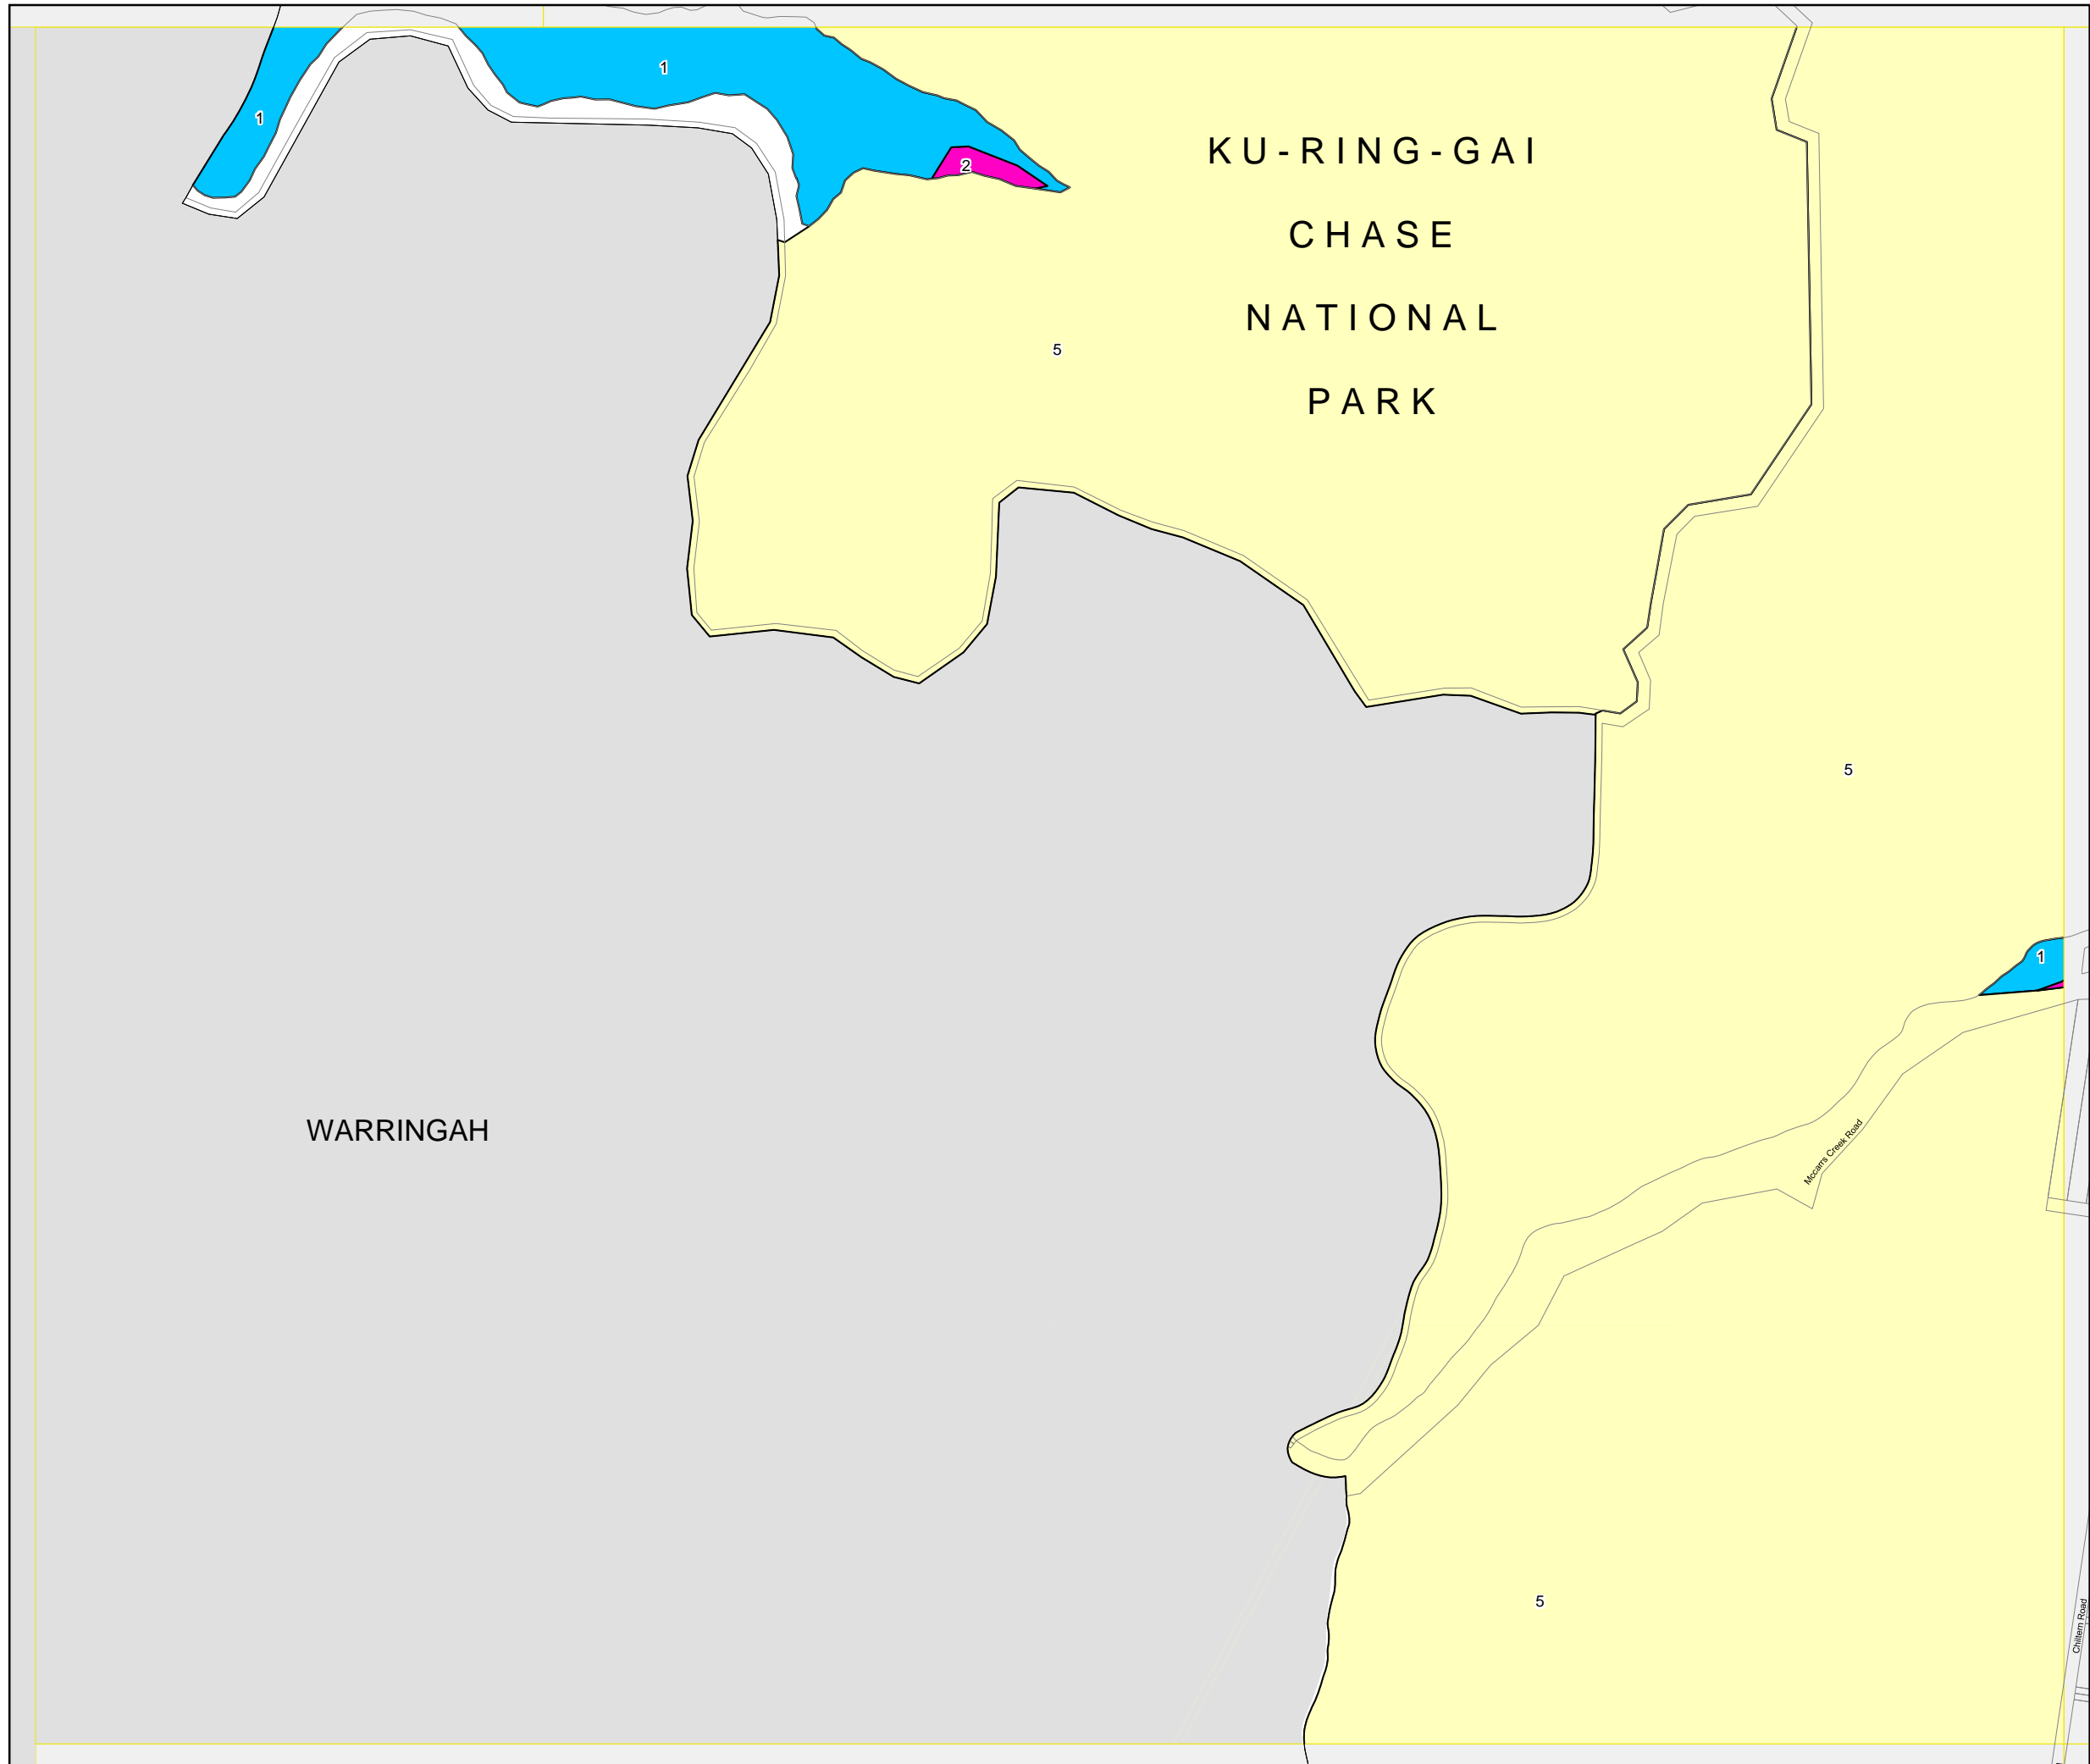 1
1
2
KU-RING-GAI
CHASE
NATIONAL
PARK
5
5
1
WARRINGAH
Mccarrs Creek Road
5
Chiltern Road